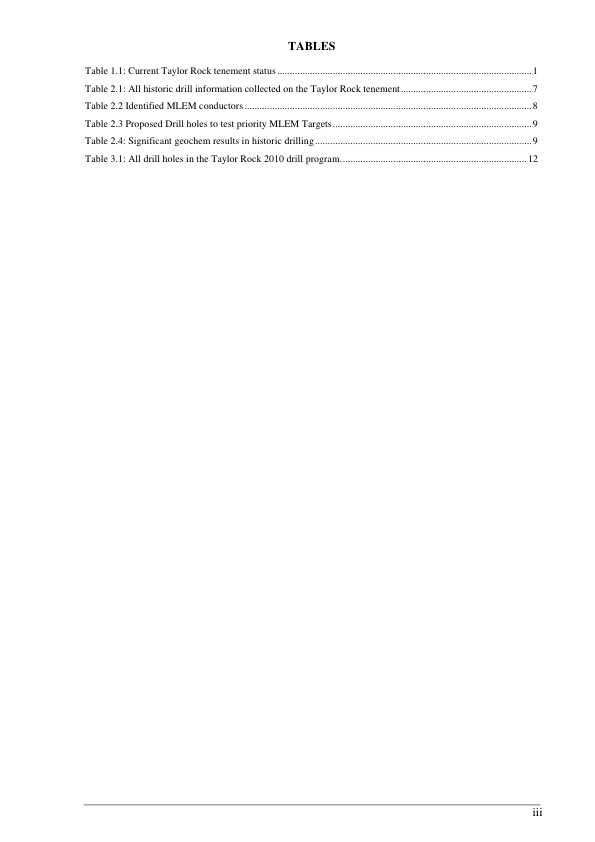 TABLES
Table 1.1: Current Taylor Rock tenement status ..................................................................................................... 1
Table 2.1: All historic drill information collected on the Taylor Rock tenement .................................................... 7
Table 2.2 Identified MLEM conductors .................................................................................................................. 8
Table 2.3 Proposed Drill holes to test priority MLEM Targets ............................................................................... 9
Table 2.4: Significant geochem results in historic drilling ...................................................................................... 9
Table 3.1: All drill holes in the Taylor Rock 2010 drill program. ......................................................................... 12
iii